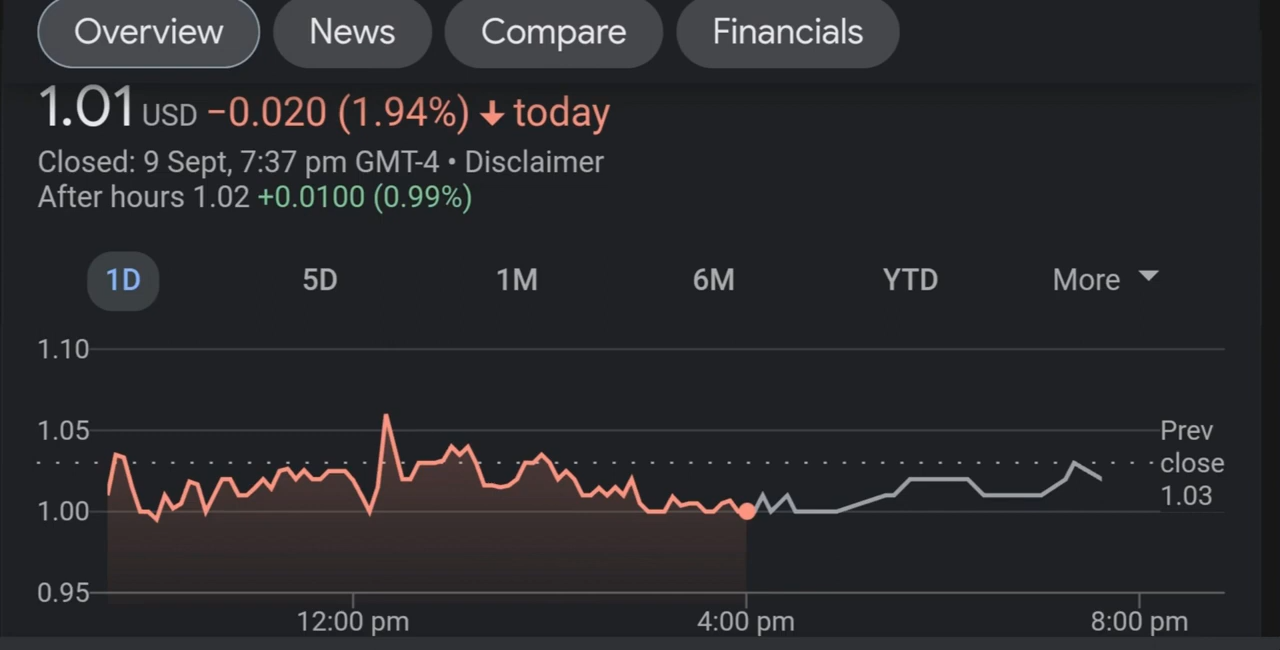 Overview News Compare Financials
1.01 USD −0.020 (1.94%) ↓ today
Closed: 9 Sept, 7:37 pm GMT-4 • Disclaimer
After hours 1.02 +0.0100 (0.99%)
1D 5D 1M 6M YTD More
1.10
1.05
Prev
close
1.03
1.00
0.95
12:00 pm 4:00 pm 8:00 pm